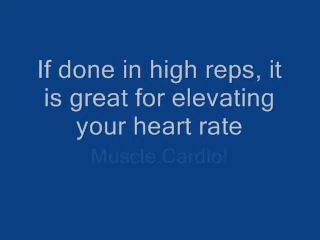 If done in high reps, it
is great for elevating
your heart rate
Muscle Cardio!